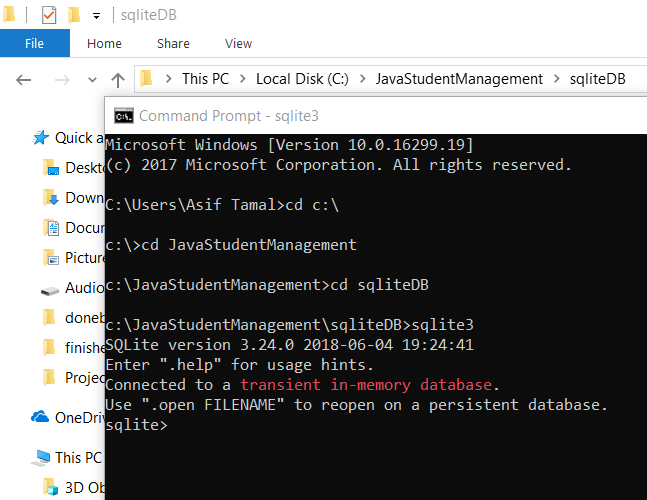 sqliteDB
File Home Share View
This PC Local Disk (C:) JavaStudentManagement sqliteDB
Command Prompt - sqlite3
Quick a
Deskt
Down
Docu
Picture
Audio
doneb
finishe
Projec
OneDriv
This PC
3D Ob
Microsoft Windows [Version 10.0.16299.19]
(c) 2017 Microsoft Corporation. All rights reserved.
C:\Users\Asif Tamal>cd c:\
c:\>cd JavaStudentManagement
c:\JavaStudentManagement>cd sqliteDB
c:\JavaStudentManagement\sqliteDB>sqlite3
SQLite version 3.24.0 2018-06-04 19:24:41
Enter ".help" for usage hints.
Connected to a transient in-memory database.
Use ".open FILENAME" to reopen on a persistent database.
sqlite>